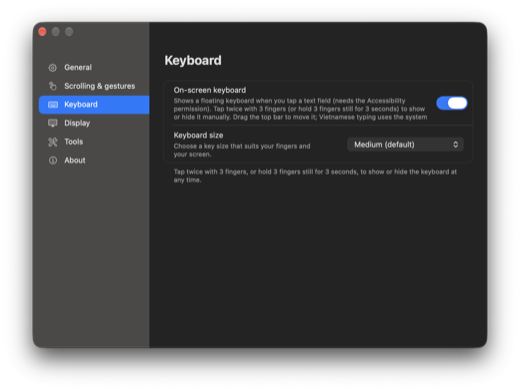 Keyboard
General
Scrolling & gestures
Keyboard
Display
Tools
About
On-screen keyboard
Shows a floating keyboard when you tap a text field (needs the Accessibility
permission). Tap twice with 3 fingers (or hold 3 fingers still for 3 seconds) to show
or hide it manually. Drag the top bar to move it; Vietnamese typing uses the system
Keyboard size
Choose a key size that suits your fingers and
your screen.
Medium (default)
Tap twice with 3 fingers, or hold 3 fingers still for 3 seconds, to show or hide the keyboard at
any time.